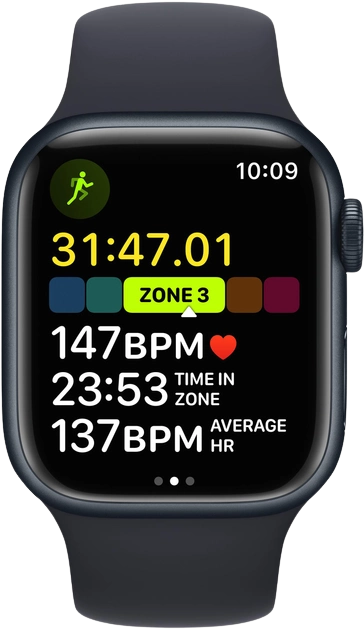 10:09
31:47.01
ZONE 3
147BPM
23:53 TIME IN
ZONE
137BPM AVERAGE
HR